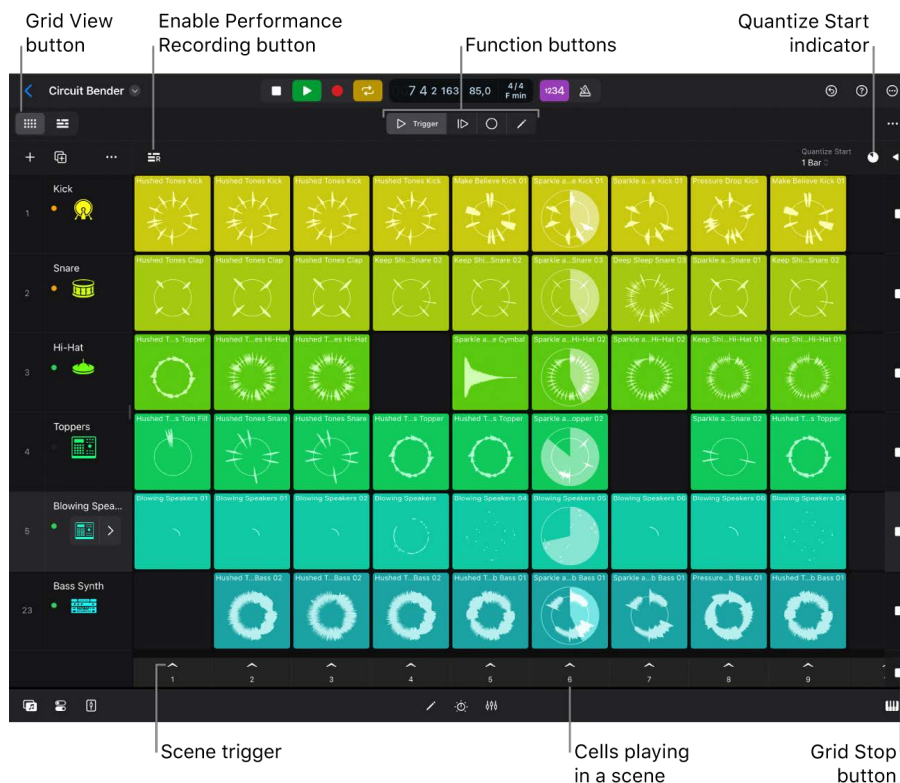 Grid View
button
Enable Performance
Recording button
Function buttons
Quantize Start
indicator
Circuit Bender
7 4 2 163 85,0 4/4
F min
1234
Trigger
Quantize Start
1 Bar
Kick
1
Hushed Tones Kick Hushed Tones Kick Hushed Tones Kick Hushed Tones Kick Make Believe Kick 01 Sparkle a...e Kick 01 Sparkle a...e Kick 01 Pressure Drop Kick Make Believe Kick 01
Snare
2
Hushed Tones Clap Hushed Tones Clap Hushed Tones Clap Keep Shi...Snare 02 Keep Shi...Snare 02 Sparkle a...Snare 03 Deep Sleep Snare 03 Sparkle a...Snare 01 Keep Shi...Snare 02
Hi-Hat
3
Hushed T...s Topper Hushed T...es Hi-Hat Hushed T...es Hi-Hat Sparkle a...e Cymbal Sparkle a...Hi-Hat 02 Sparkle a...Hi-Hat 02 Keep Shi...Hi-Hat 01 Keep Shi...Hi-Hat 01
Toppers
4
Hushed T...s Tom Fill Hushed Tones Snare Hushed Tones Snare Hushed T...s Topper Hushed T...s Topper Sparkle a...opper 02 Sparkle a...Snare 02 Hushed T...s Topper
Blowing Spea...
5
Blowing Speakers 01 Blowing Speakers 01 Blowing Speakers 02 Blowing Speakers Blowing Speakers 04 Blowing Speakers 05 Blowing Speakers 06 Blowing Speakers 06 Blowing Speakers 04
Bass Synth
23
Hushed T...Bass 02 Hushed T...Bass 02 Hushed T...Bass 02 Hushed T...b Bass 01 Sparkle a...b Bass 01 Sparkle a...b Bass 01 Pressure...b Bass 01 Hushed T...b Bass 01
1 2 3 4 5 6 7 8 9
Scene trigger
Cells playing
in a scene
Grid Stop
button